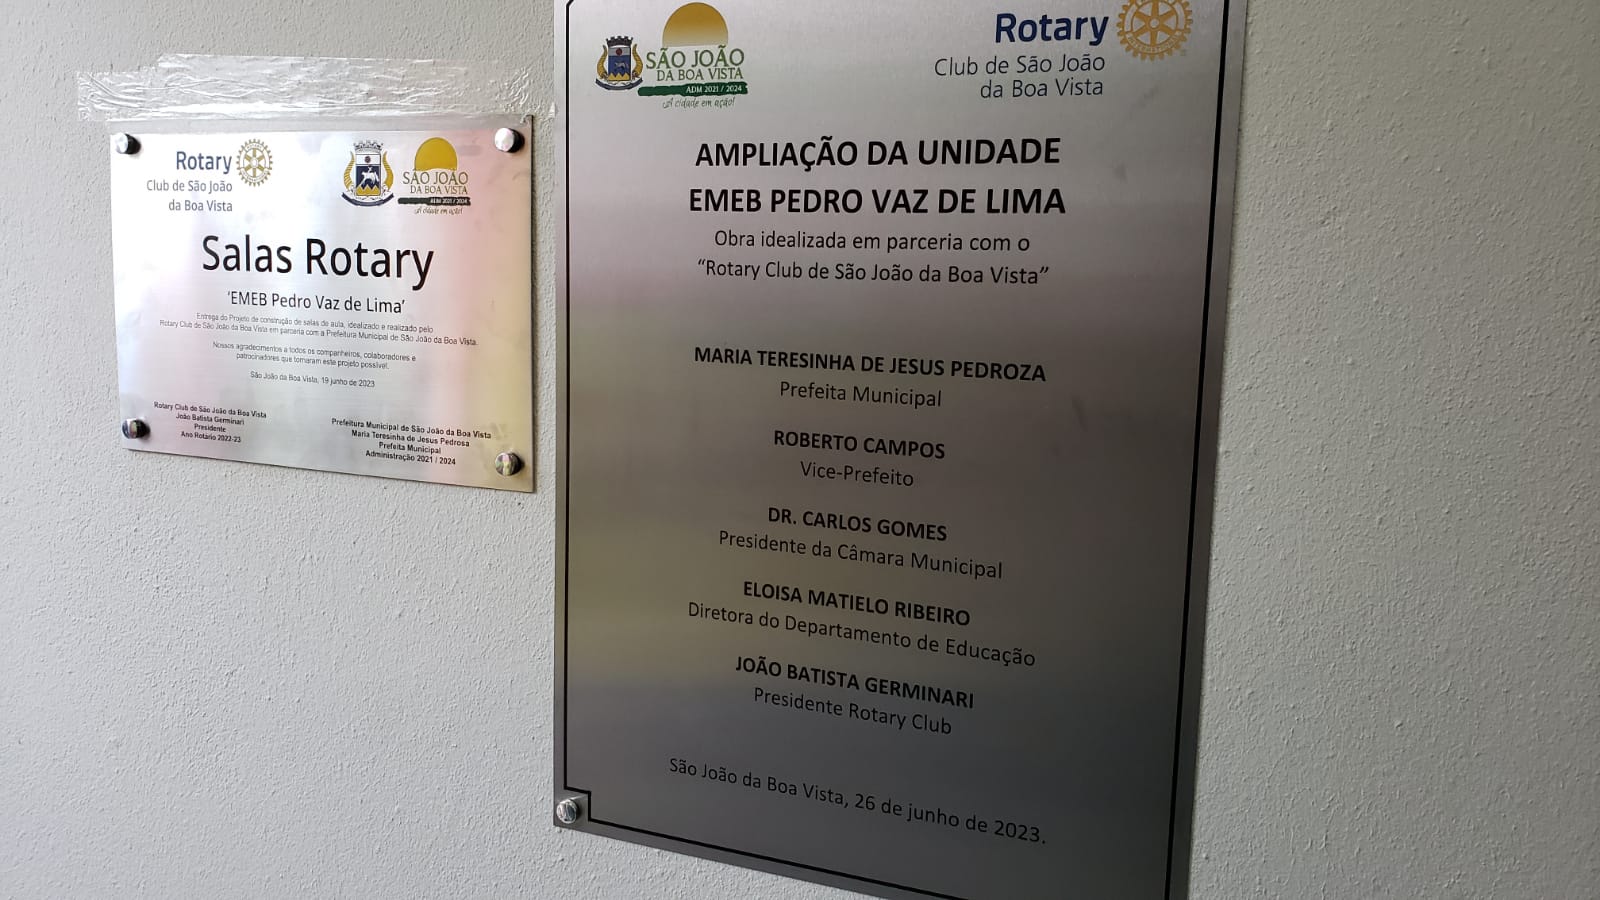 Rotary
Club de São João
da Boa Vista
SÃO JOÃO
DA BOA VISTA
ADM 2021 / 2024
A cidade em ação!
Salas Rotary
'EMEB Pedro Vaz de Lima'
Entrega do Projeto de construção de salas de aula, idealizado e realizado pelo
Rotary Club de São João da Boa Vista em parceria com a Prefeitura Municipal de São João da Boa Vista.
Nossos agradecimentos a todos os companheiros, colaboradores e
patrocinadores que tornaram este projeto possível.
São João da Boa Vista, 19 junho de 2023
Rotary Club de São João da Boa Vista
João Batista Germinari
Presidente
Ano Rotário 2022-23
Prefeitura Municipal de São João da Boa Vista
Maria Teresinha de Jesus Pedrosa
Prefeita Municipal
Administração 2021 / 2024
SÃO JOÃO
DA BOA VISTA
ADM 2021 / 2024
A cidade em ação!
Rotary
Club de São João
da Boa Vista
AMPLIAÇÃO DA UNIDADE
EMEB PEDRO VAZ DE LIMA
Obra idealizada em parceria com o
“Rotary Club de São João da Boa Vista”
MARIA TERESINHA DE JESUS PEDROZA
Prefeita Municipal
ROBERTO CAMPOS
Vice-Prefeito
DR. CARLOS GOMES
Presidente da Câmara Municipal
ELOISA MATIELO RIBEIRO
Diretora do Departamento de Educação
JOÃO BATISTA GERMINARI
Presidente Rotary Club
São João da Boa Vista, 26 de junho de 2023.